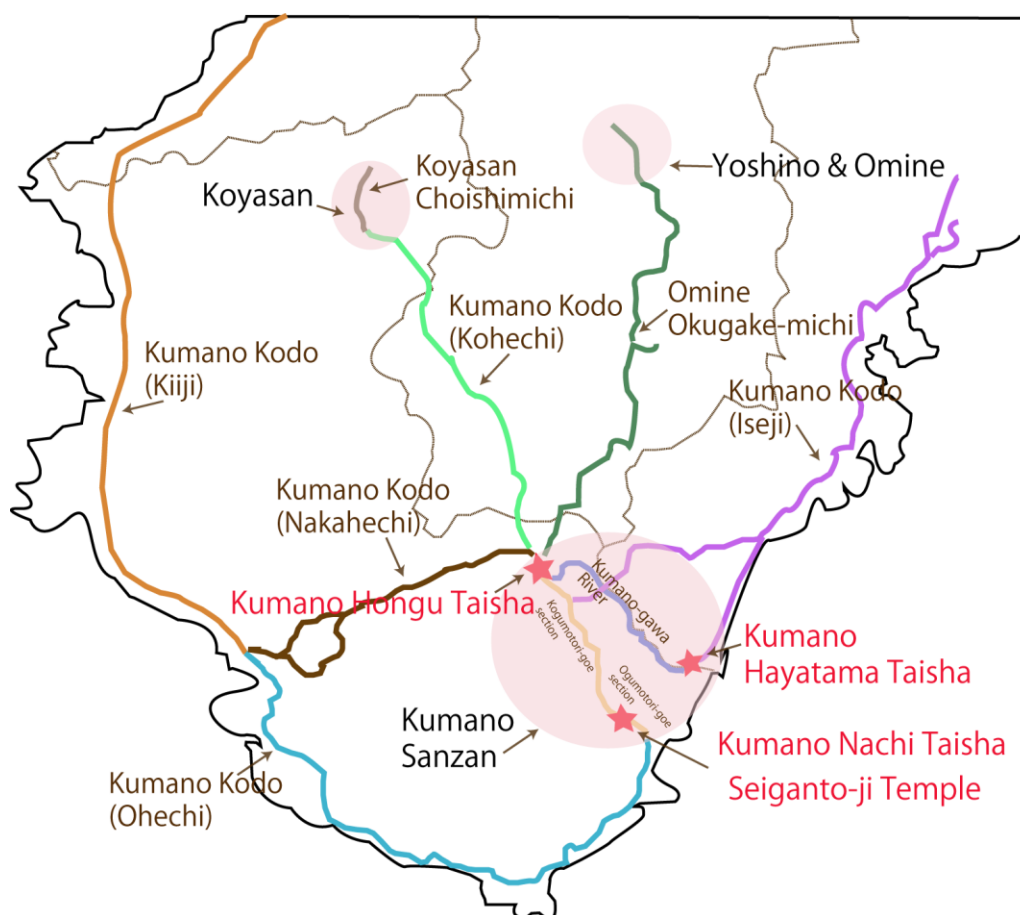 Koyasan
Koyasan
Choishimichi
Yoshino & Omine
Kumano Kodo
(Kohechi)
Omine
Okugake-michi
Kumano Kodo
(Kiiji)
Kumano Kodo
(Iseji)
Kumano Kodo
(Nakahechi)
Kumano Hongu Taisha
Kumano-gawa
River
Kogumotori-goe
section
Ogumotori-goe
section
Kumano
Hayatama Taisha
Kumano
Sanzan
Kumano Nachi Taisha
Seiganto-ji Temple
Kumano Kodo
(Ohechi)